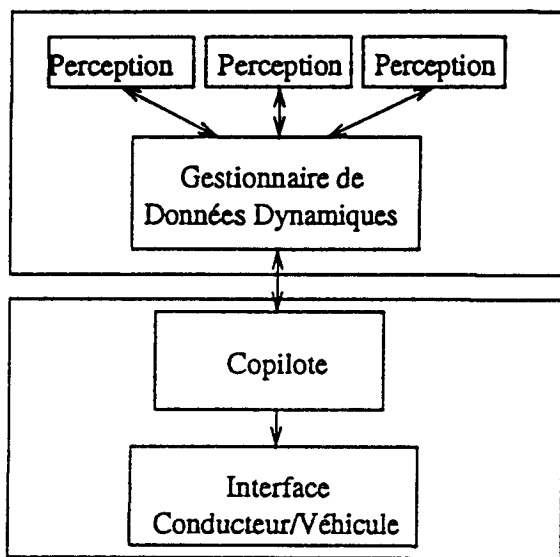 Perception Perception Perception
Gestionnaire de
Données Dynamiques
Copilote
Interface
Conducteur/Véhicule